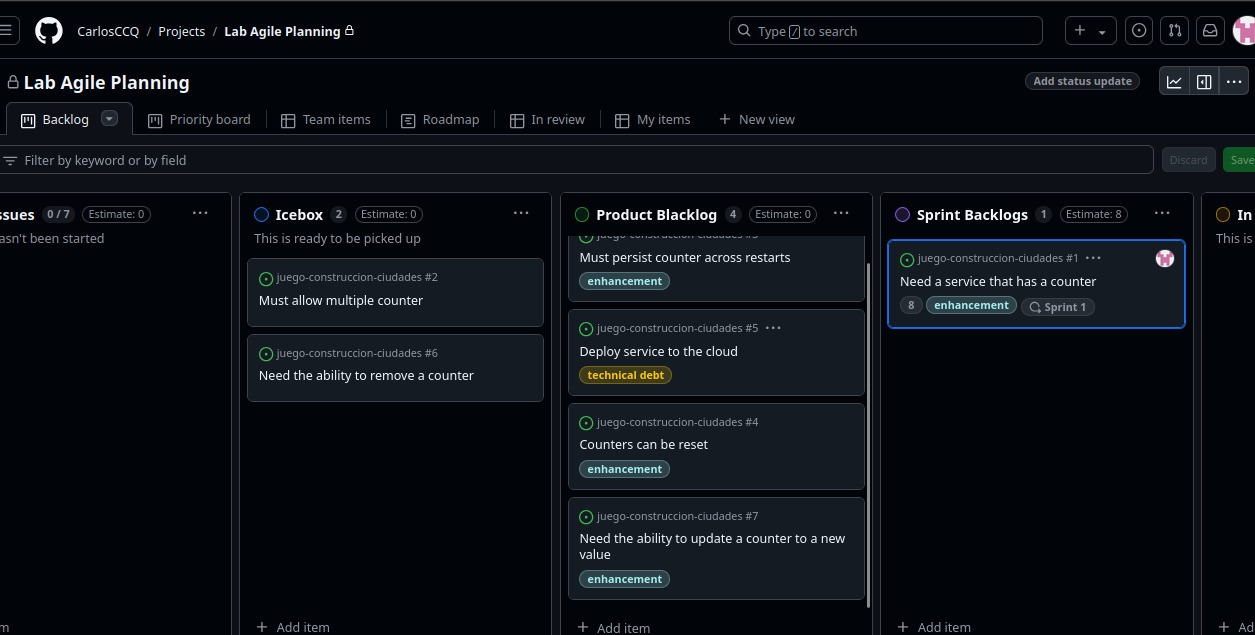 CarlosCCQ / Projects / Lab Agile Planning
Type / to search
Lab Agile Planning
Add status update
Backlog
Priority board
Team items
Roadmap
In review
My items
+ New view
Filter by keyword or by field
Discard
Save
ssues 0 / 7 Estimate: 0
asn't been started
Icebox 2 Estimate: 0
This is ready to be picked up
juego-construccion-ciudades #2
Must allow multiple counter
juego-construccion-ciudades #6
Need the ability to remove a counter
+ Add item
Product Blacklog 4 Estimate: 0
juego-construccion-ciudades #3
Must persist counter across restarts
enhancement
juego-construccion-ciudades #5
Deploy service to the cloud
technical debt
juego-construccion-ciudades #4
Counters can be reset
enhancement
juego-construccion-ciudades #7
Need the ability to update a counter to a new
value
enhancement
+ Add item
Sprint Backlogs 1 Estimate: 8
juego-construccion-ciudades #1
Need a service that has a counter
8 enhancement Sprint 1
+ Add item
In
This is
+ Ad
m